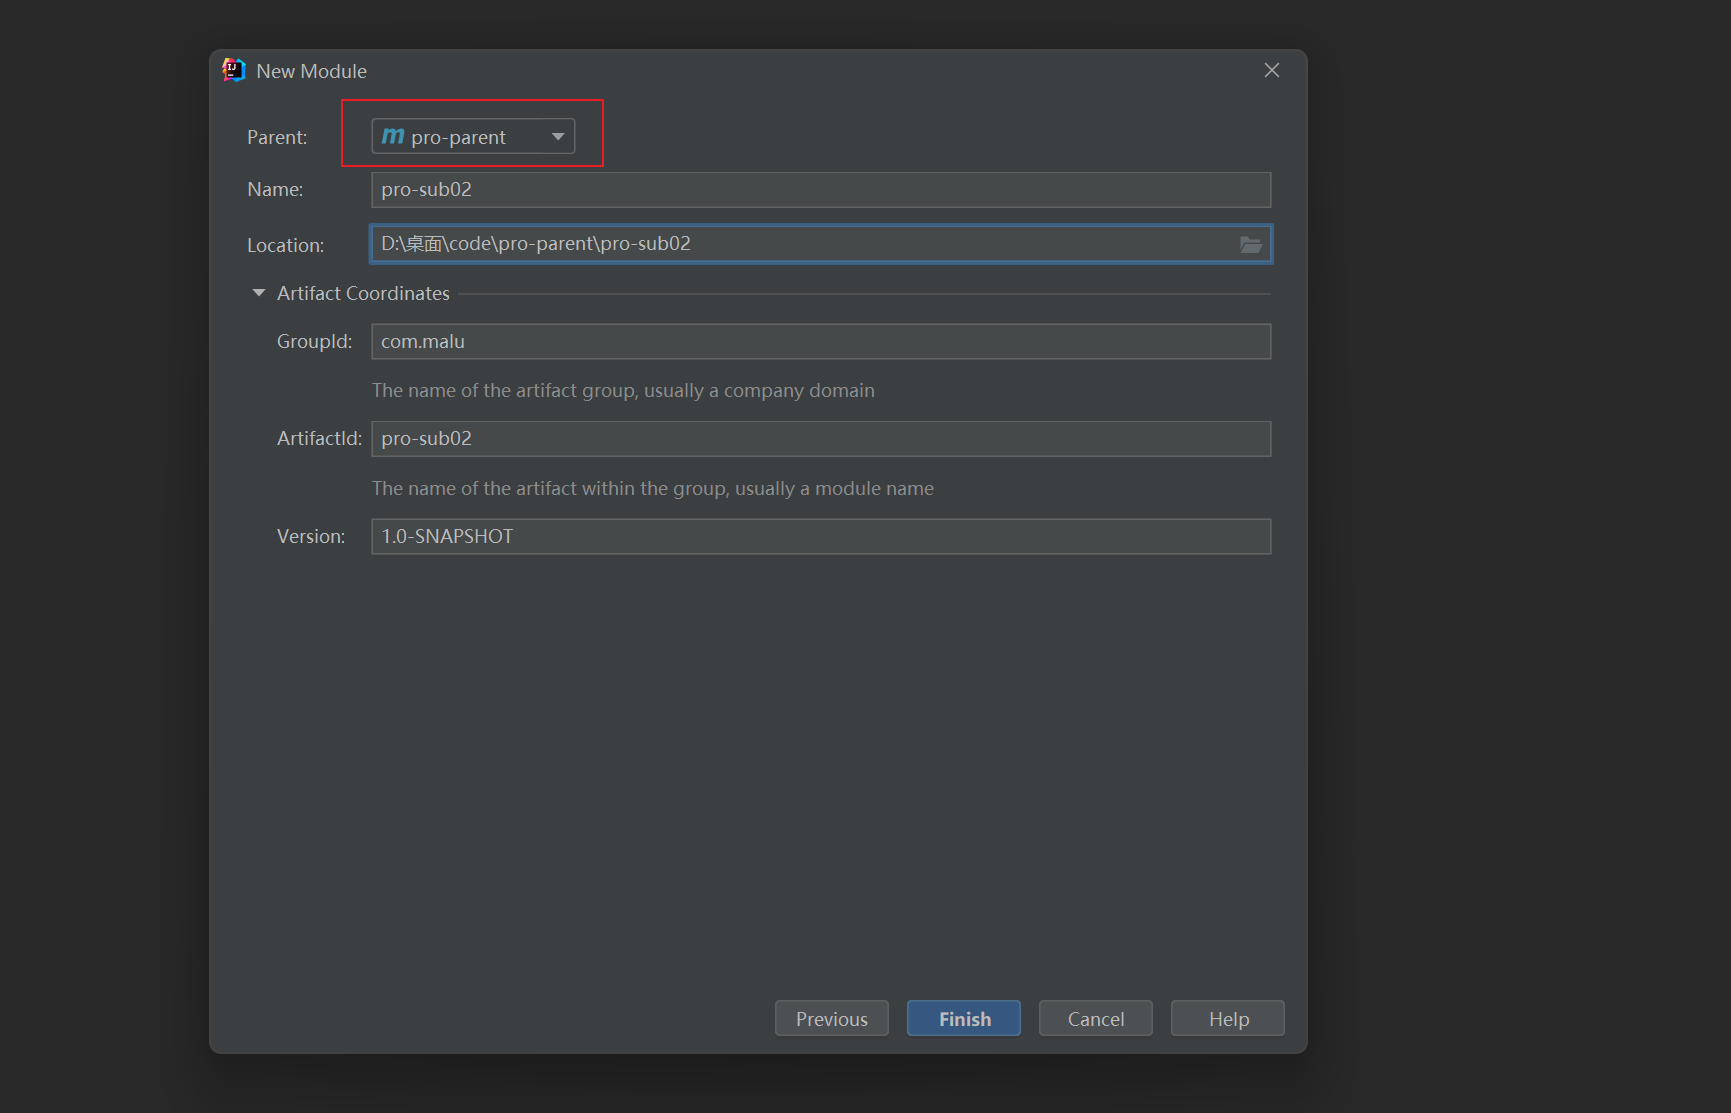 New Module
Parent: pro-parent
Name: pro-sub02
Location: D:\桌面\code\pro-parent\pro-sub02
Artifact Coordinates
GroupId: com.malu
The name of the artifact group, usually a company domain
ArtifactId: pro-sub02
The name of the artifact within the group, usually a module name
Version: 1.0-SNAPSHOT
Previous Finish Cancel Help